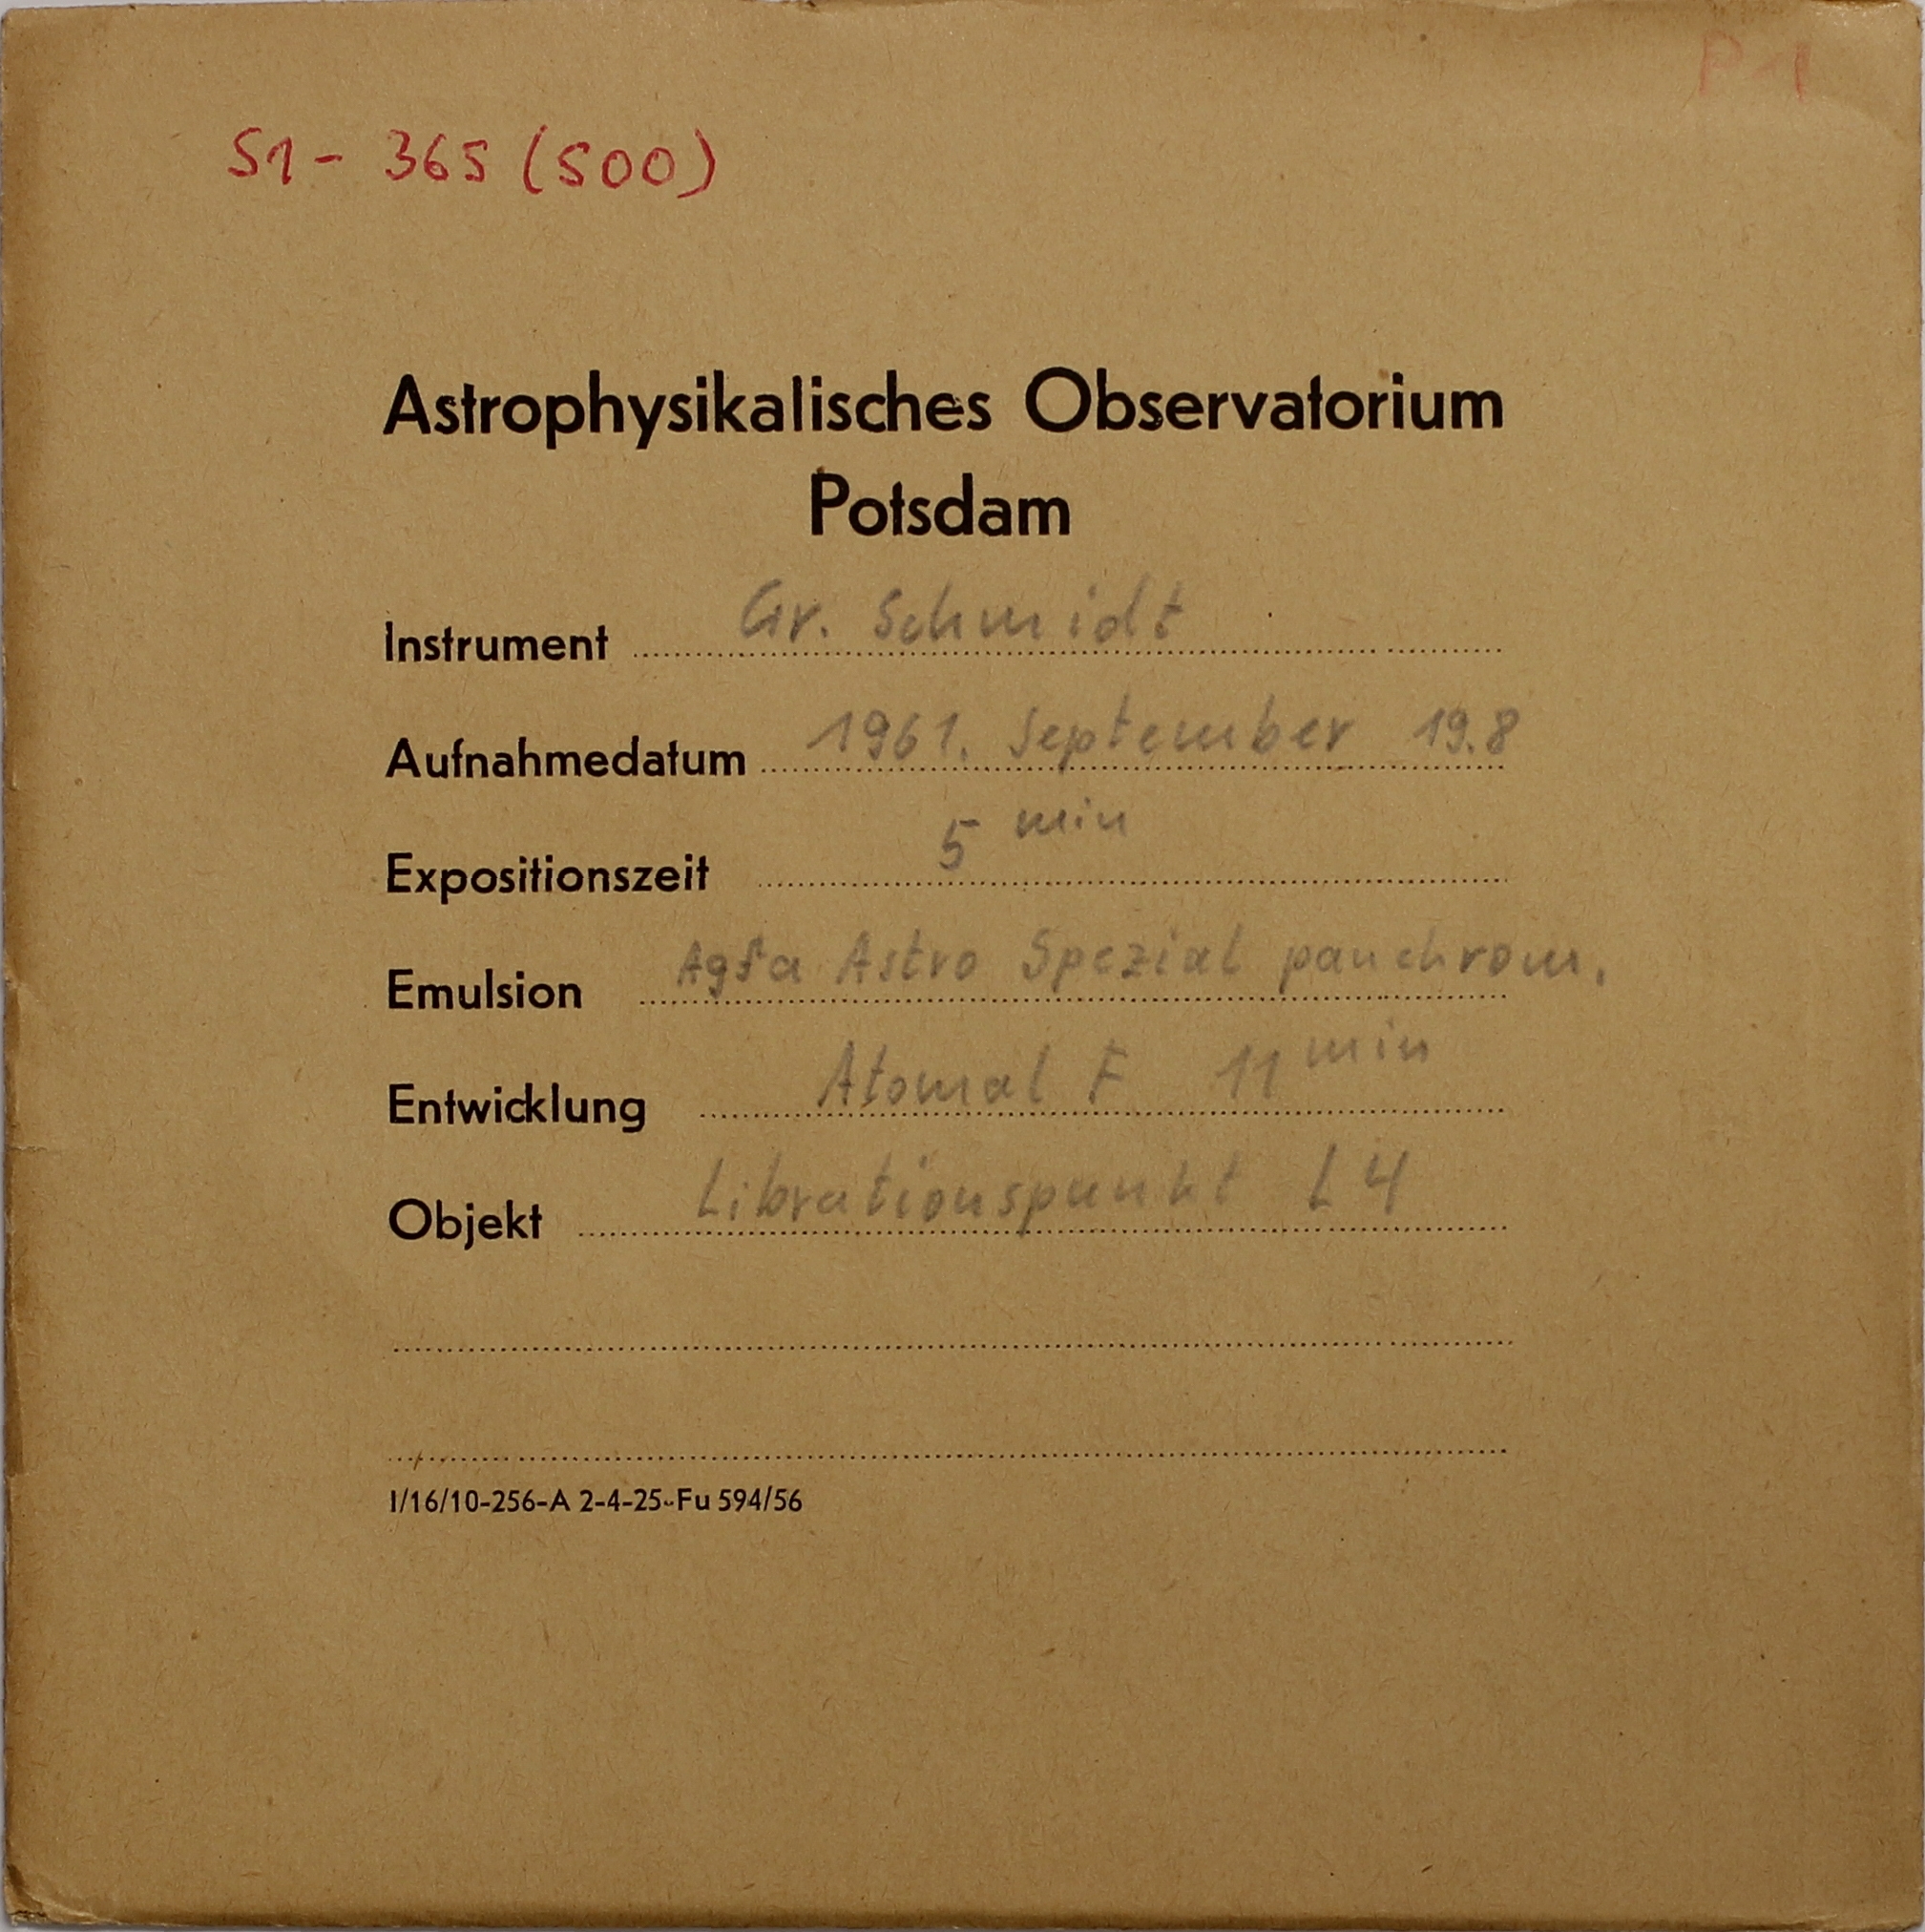 P-1
S1- 365 (500)
Astrophysikalisches Observatorium
Potsdam
Instrument Gr. Schmidt
Aufnahmedatum 1961. September 19.8
Expositionszeit 5 min
Emulsion Agfa Astro Spezial panchrom.
Entwicklung Atomal F 11 min
Objekt Librationspunkt L4
I/16/10-256-A 2-4-25-Fu 594/56